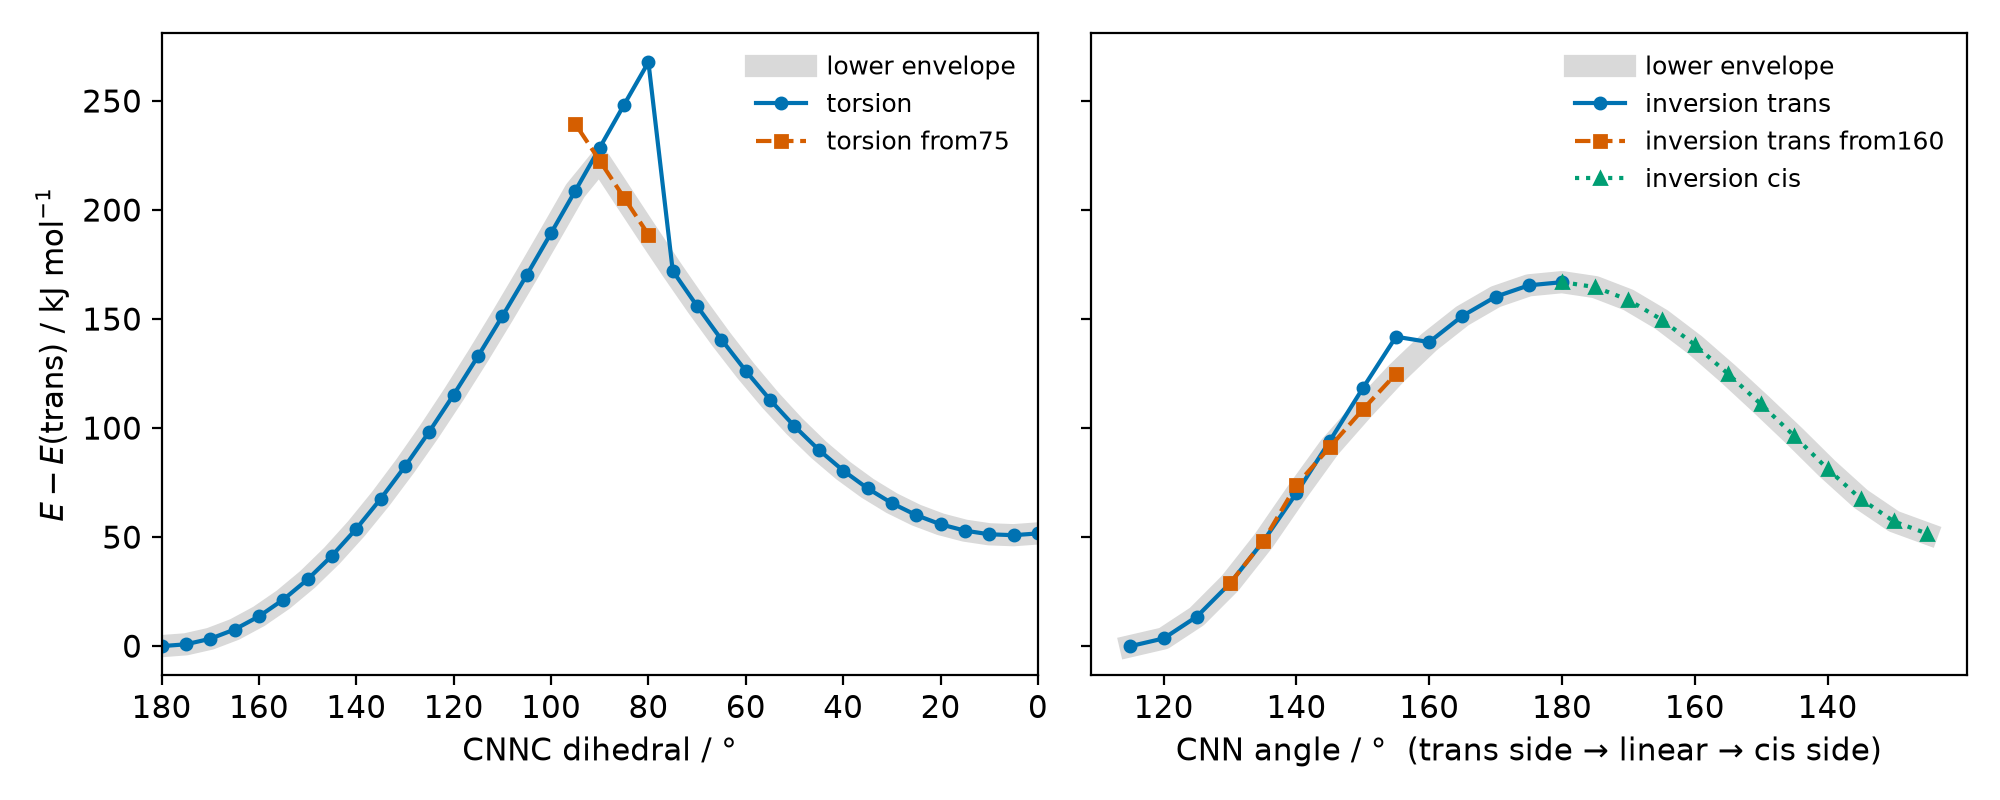 lower envelope
torsion
torsion from75
250
200
150
100
50
0
E − E(trans) / kJ mol⁻¹
180 160 140 120 100 80 60 40 20 0
CNNC dihedral / °
lower envelope
inversion trans
inversion trans from160
inversion cis
120 140 160 180 160 140
CNN angle / ° (trans side → linear → cis side)